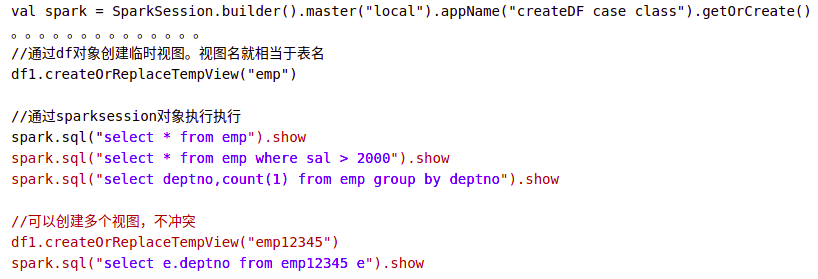 val spark = SparkSession.builder().master("local").appName("createDF case class").getOrCreate()
。。。。。。。。。。。。。。
//通过df对象创建临时视图。视图名就相当于表名
df1.createOrReplaceTempView("emp")
//通过sparksession对象执行执行
spark.sql("select * from emp").show
spark.sql("select * from emp where sal > 2000").show
spark.sql("select deptno,count(1) from emp group by deptno").show
//可以创建多个视图，不冲突
df1.createOrReplaceTempView("emp12345")
spark.sql("select e.deptno from emp12345 e").show